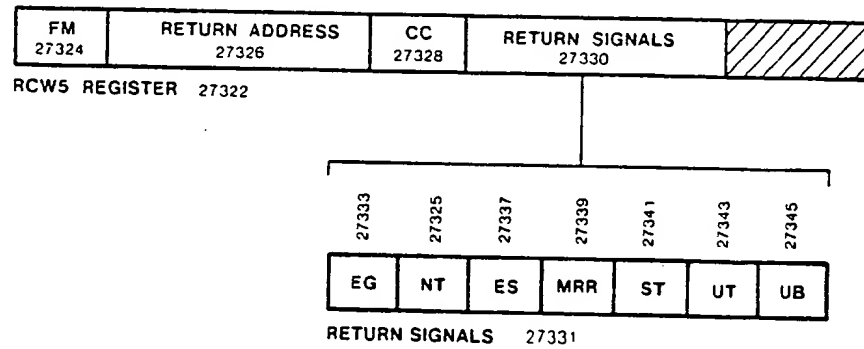 FM RETURN ADDRESS CC RETURN SIGNALS
27324 27326 27328 27330
RCWS REGISTER 27322
27333 27325 27337 27339 27341 27343 27345
EG NT ES MRR ST UT UB
RETURN SIGNALS 27331